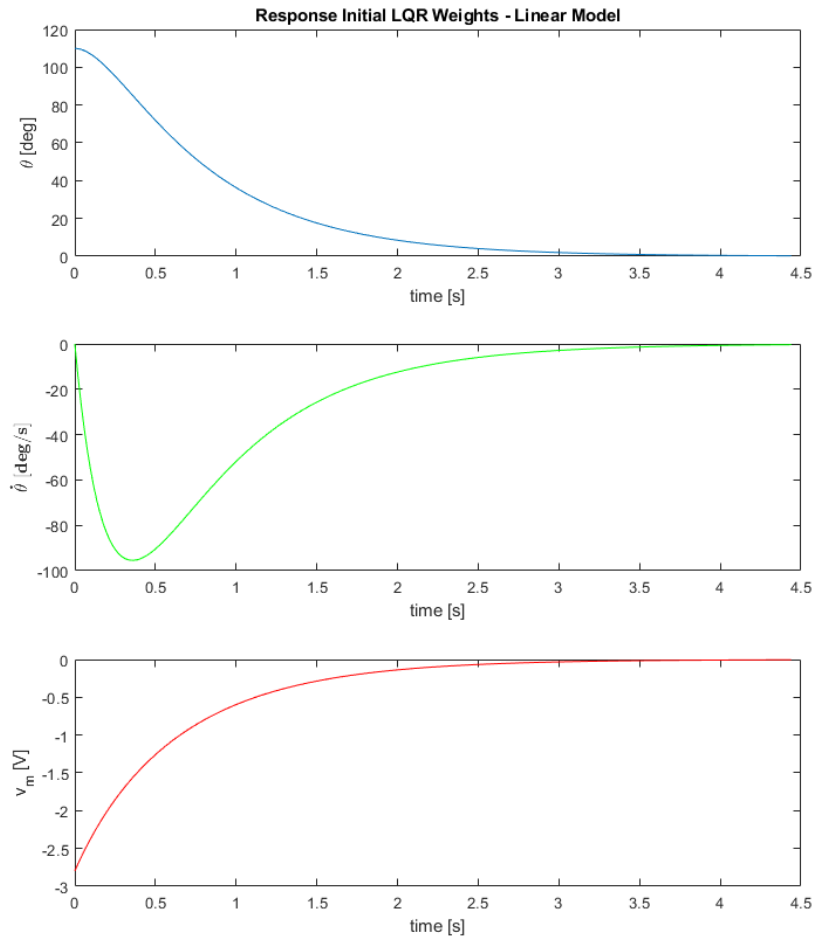 Response Initial LQR Weights - Linear Model
120
100
80
60
40
20
0
θ [deg]
0 0.5 1 1.5 2 2.5 3 3.5 4 4.5
time [s]
0
-20
-40
-60
-80
-100
θ̇ [deg/s]
0 0.5 1 1.5 2 2.5 3 3.5 4 4.5
time [s]
0
-0.5
-1
-1.5
-2
-2.5
-3
v_m [V]
0 0.5 1 1.5 2 2.5 3 3.5 4 4.5
time [s]